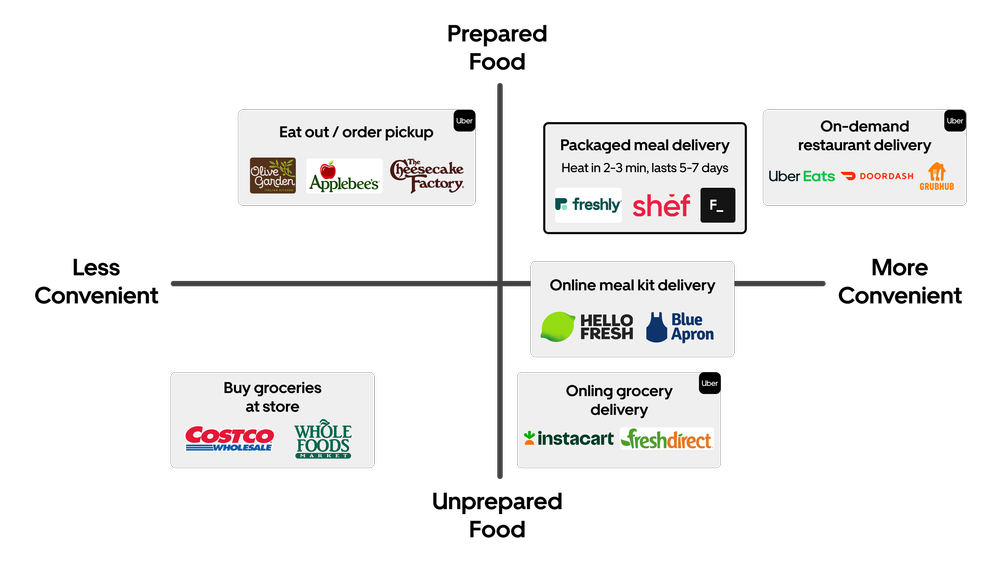 Prepared
Food
Uber
Eat out / order pickup
Olive
Garden
ITALIAN KITCHEN
Applebee's
The
Cheesecake
Factory.
Packaged meal delivery
Heat in 2-3 min, lasts 5-7 days
freshly
shef
F_
Uber
On-demand
restaurant delivery
Uber Eats
DOORDASH
GRUBHUB
Less
Convenient
More
Convenient
Online meal kit delivery
HELLO
FRESH
Blue
Apron
Buy groceries
at store
COSTCO
WHOLESALE
WHOLE
FOODS
MARKET
Uber
Onling grocery
delivery
instacart
freshdirect
Unprepared
Food